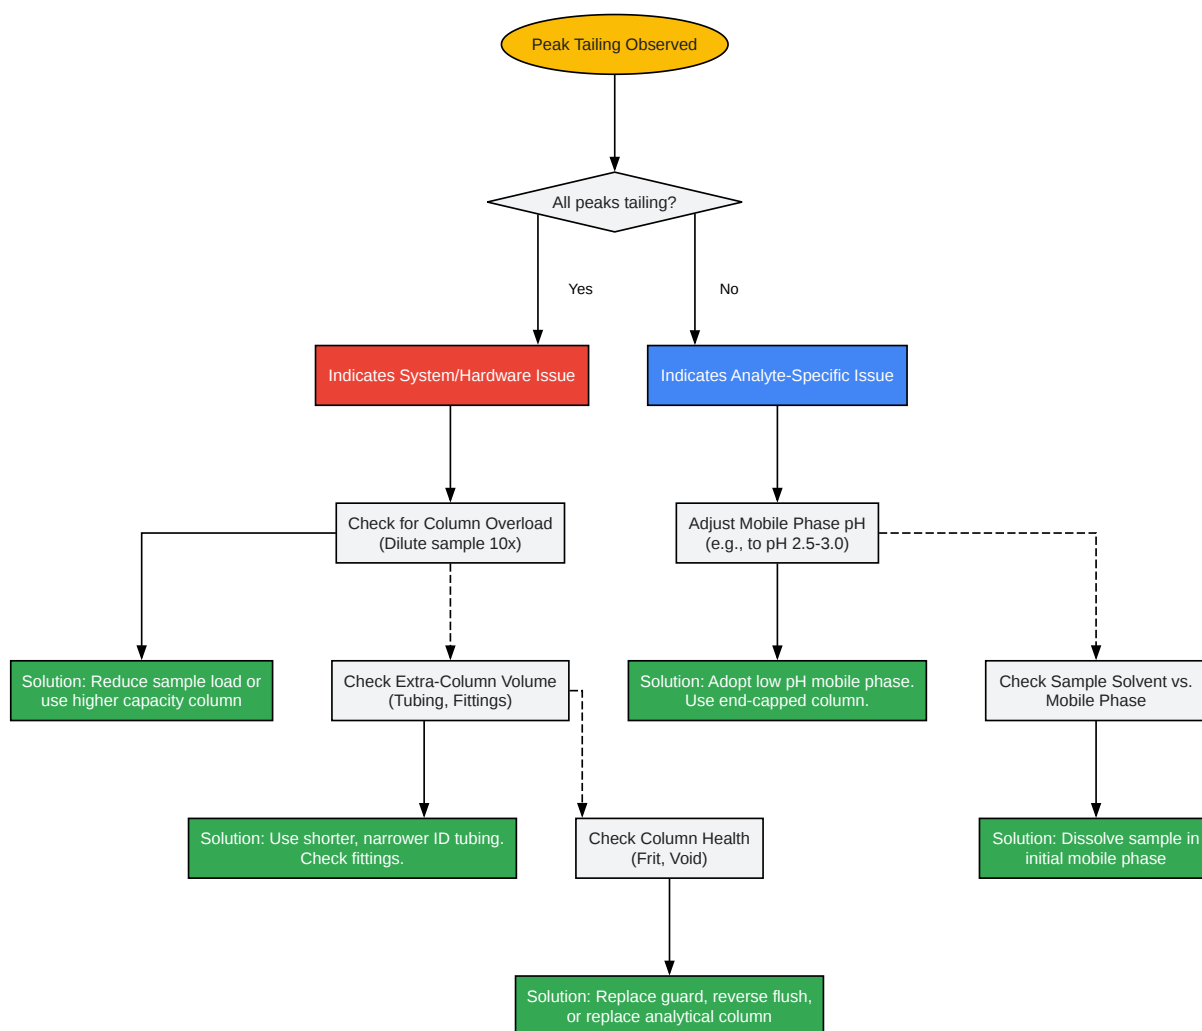 Peak Tailing Observed
All peaks tailing?
Yes
No
Indicates System/Hardware Issue
Indicates Analyte-Specific Issue
Check for Column Overload
(Dilute sample 10x)
Adjust Mobile Phase pH
(e.g., to pH 2.5-3.0)
Solution: Reduce sample load or
use higher capacity column
Check Extra-Column Volume
(Tubing, Fittings)
Solution: Adopt low pH mobile phase.
Use end-capped column.
Check Sample Solvent vs.
Mobile Phase
Solution: Use shorter, narrower ID tubing.
Check fittings.
Check Column Health
(Frit, Void)
Solution: Dissolve sample in
initial mobile phase
Solution: Replace guard, reverse flush,
or replace analytical column